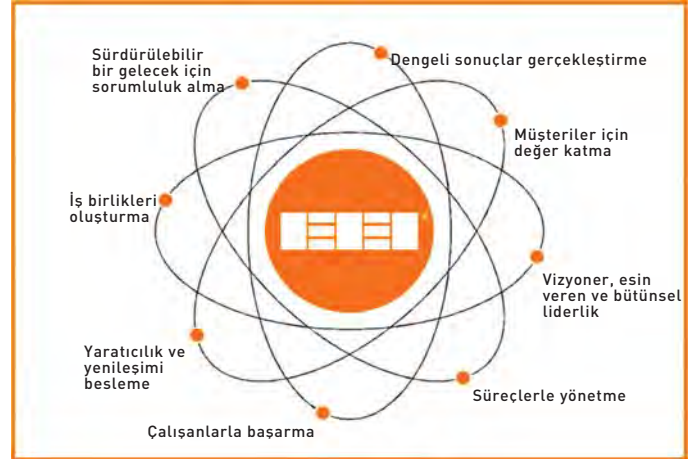 Sürdürülebilir
bir gelecek için
sorumluluk alma
Dengeli sonuçlar gerçekleştirme
Müşteriler için
değer katma
İş birlikleri
oluşturma
Vizyoner, esin
veren ve bütünsel
liderlik
Yaratıcılık ve
yenileşimi
besleme
Süreçlerle yönetme
Çalışanlarla başarma